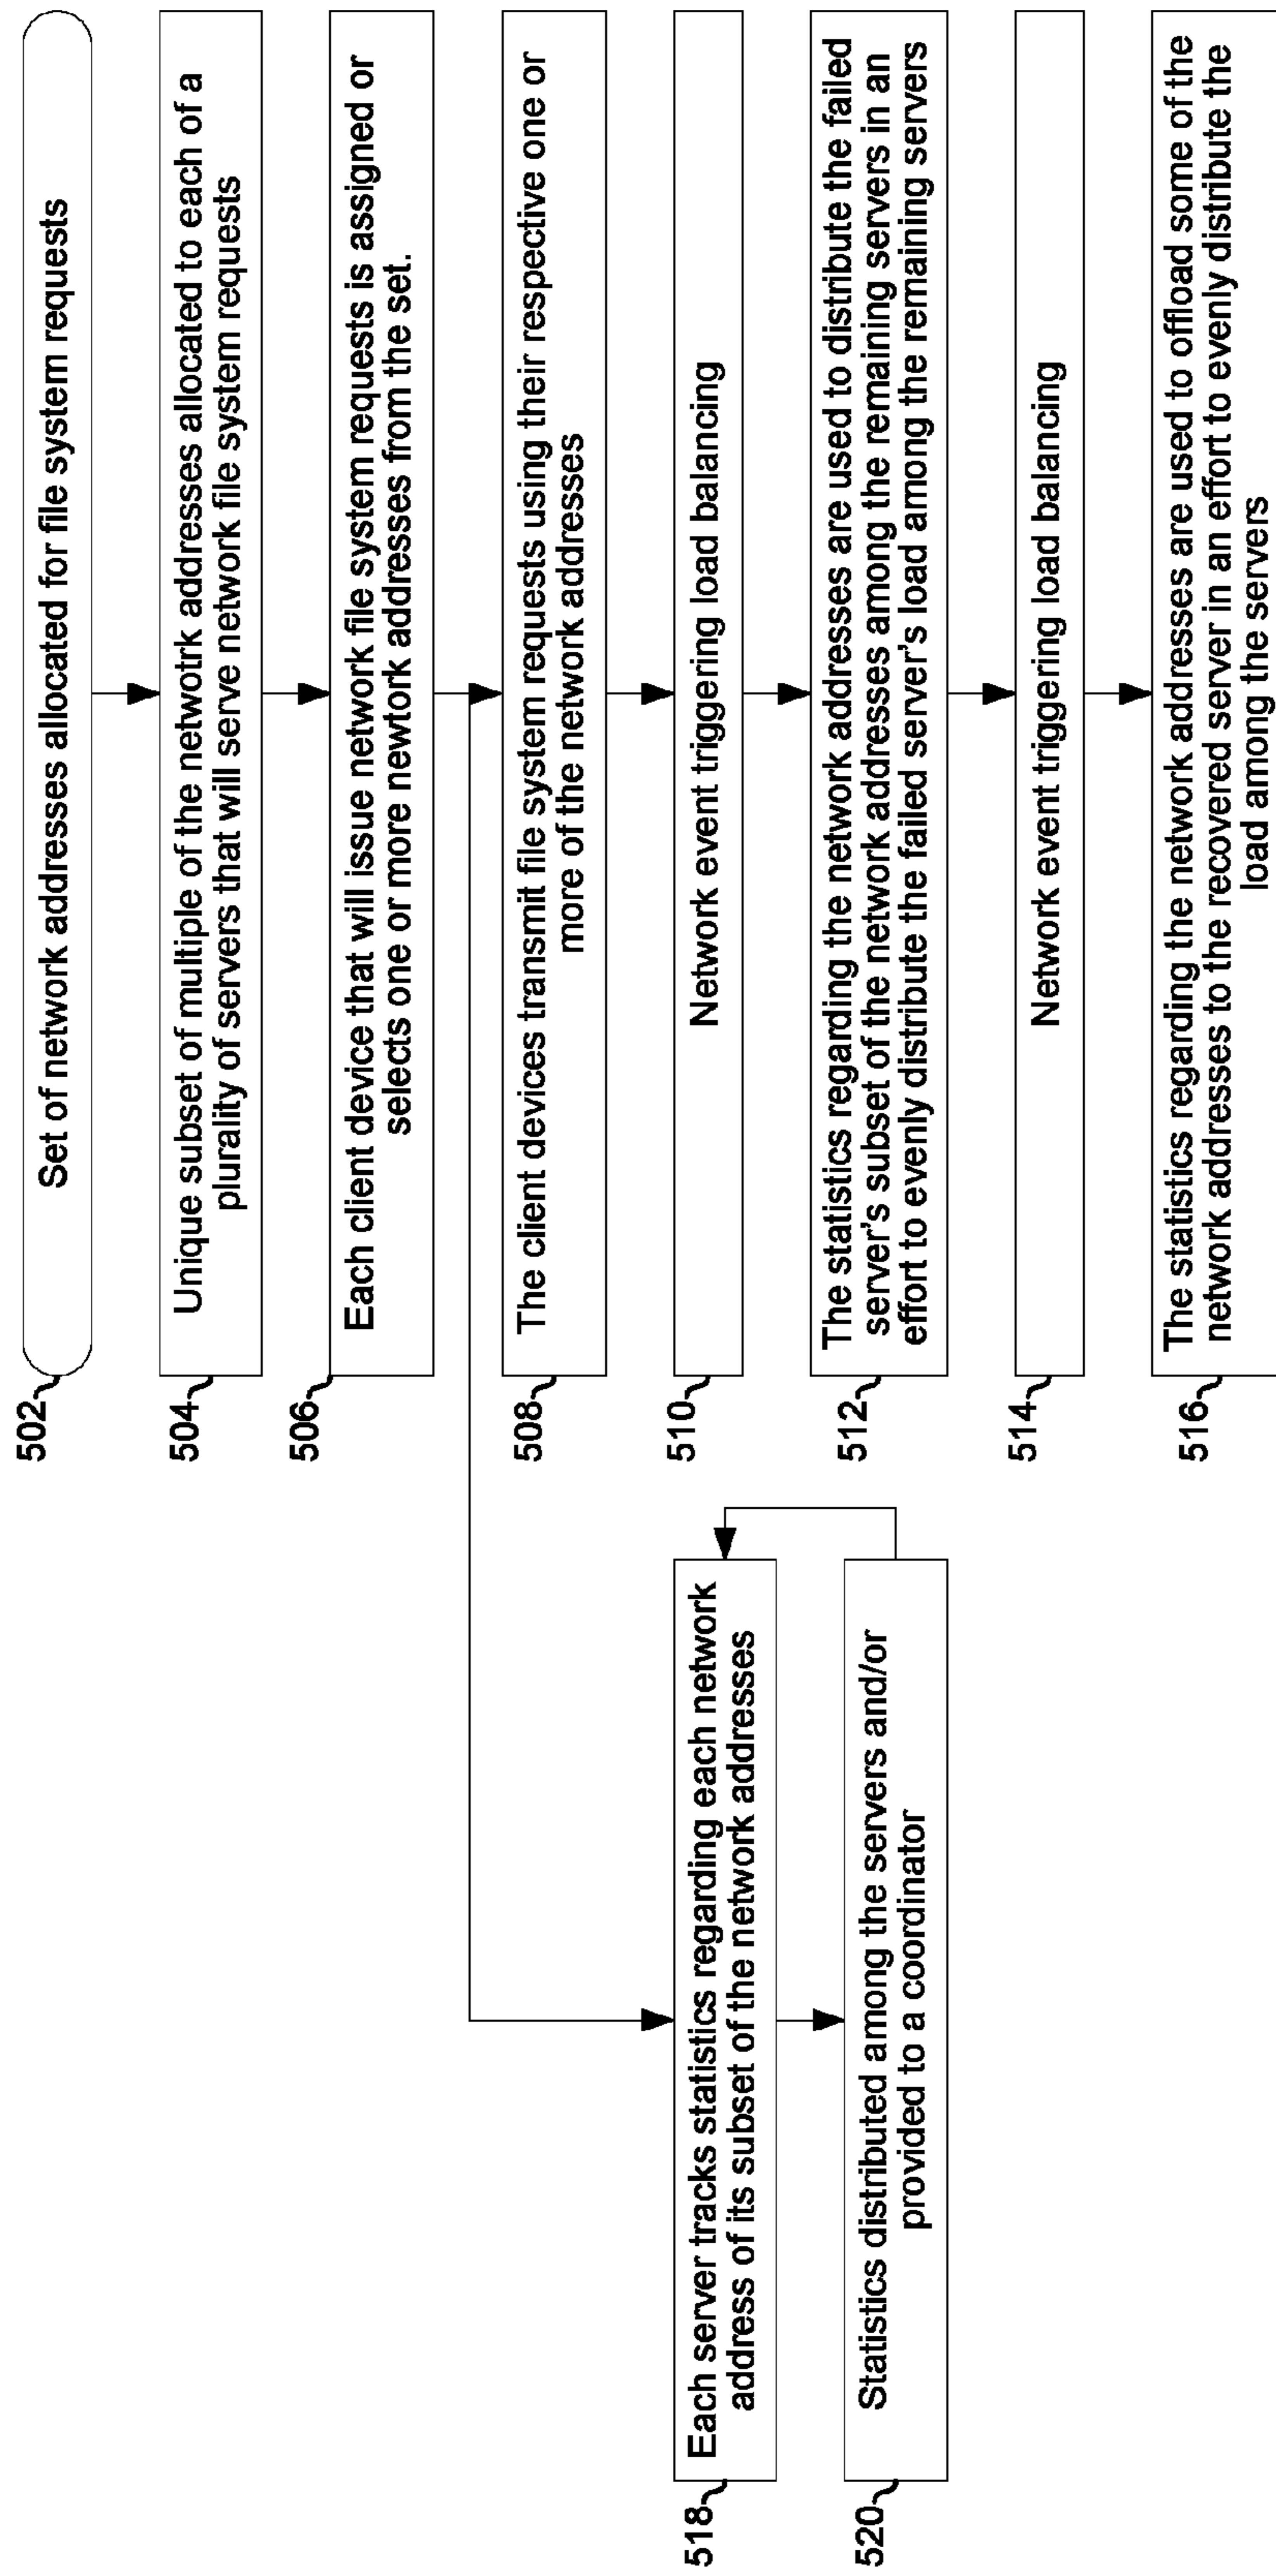 502
Set of network addresses allocated for file system requests
504
Unique subset of multiple of the netwotrk addresses allocated to each of a
plurality of servers that will serve network file system requests
506
Each client device that will issue network file system requests is assigned or
selects one or more newtork addresses from the set.
508
The client devices transmit file system requests using their respective one or
more of the network addresses
510
Network event triggering load balancing
512
The statistics regarding the network addresses are used to distribute the failed
server's subset of the network addresses among the remaining servers in an
effort to evenly distribute the failed server's load among the remaining servers
514
Network event triggering load balancing
516
The statistics regarding the network addresses are used to offload some of the
network addresses to the recovered server in an effort to evenly distribute the
load among the servers
518
Each server tracks statistics regarding each network
address of its subset of the network addresses
520
Statistics distributed among the servers and/or
provided to a coordinator